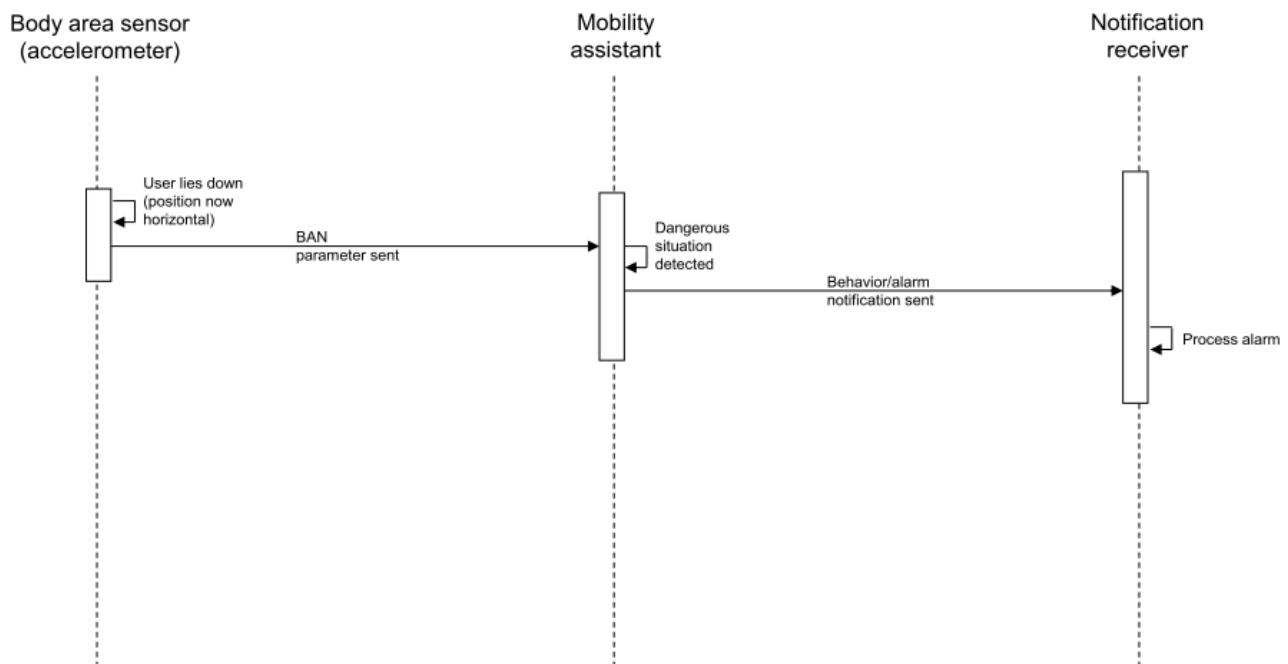 Body area sensor
(accelerometer)
Mobility
assistant
Notification
receiver
User lies down
(position now
horizontal)
BAN
parameter sent
Dangerous
situation
detected
Behavior/alarm
notification sent
Process alarm